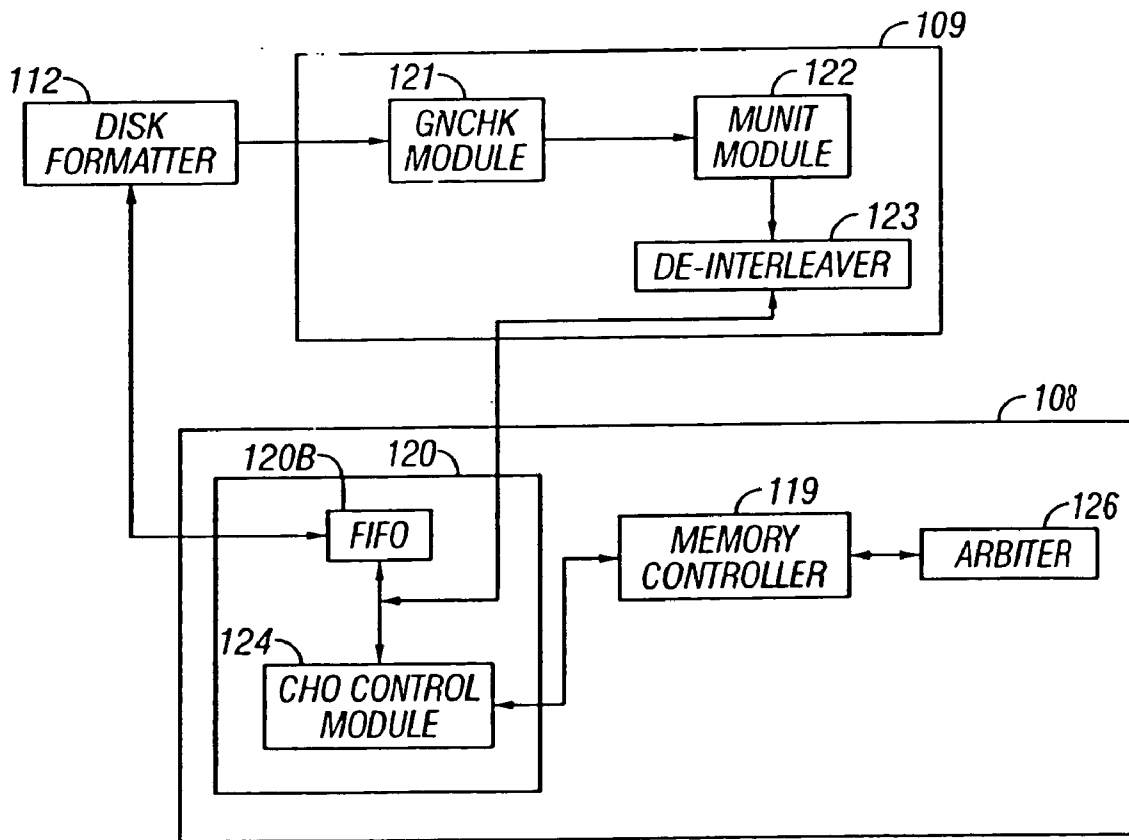 109
112
121
122
DISK
FORMATTER
GNCHK
MODULE
MUNIT
MODULE
123
DE-INTERLEAVER
108
120B
120
119
126
FIFO
MEMORY
CONTROLLER
ARBITER
124
CHO CONTROL
MODULE